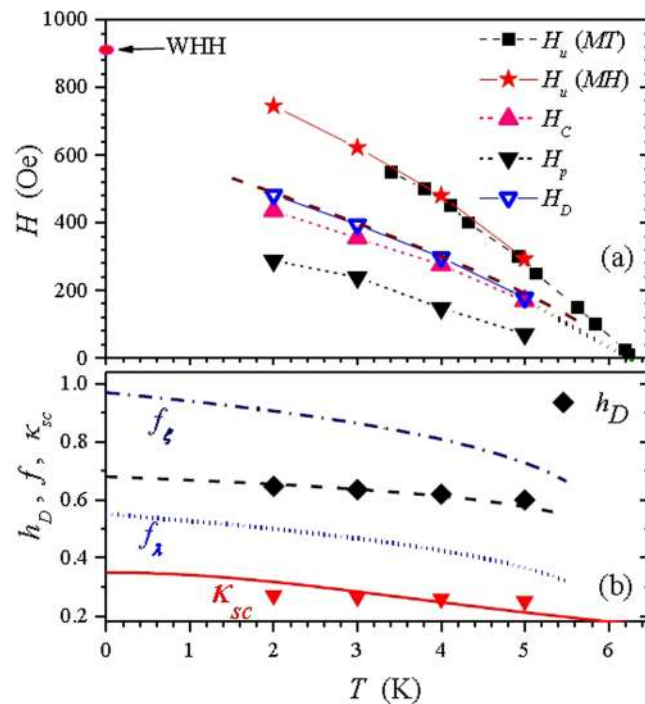 1000
(a)
WHH
H_u (MT)
H_u (MH)
H_C
H_p
H_D
800
600
400
200
0
H (Oe)
(b)
h_D
f_ξ
f_λ
κ_sc
1.0
0.8
0.6
0.4
0.2
h_D, f, κ_sc
0 1 2 3 4 5 6
T (K)